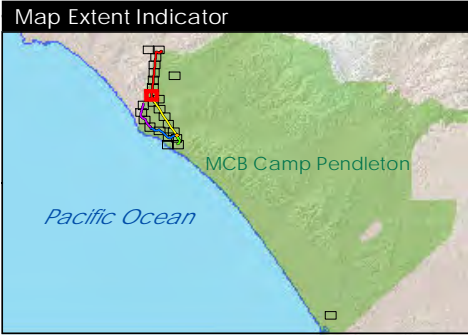 Map Extent Indicator
MCB Camp Pendleton
Pacific Ocean